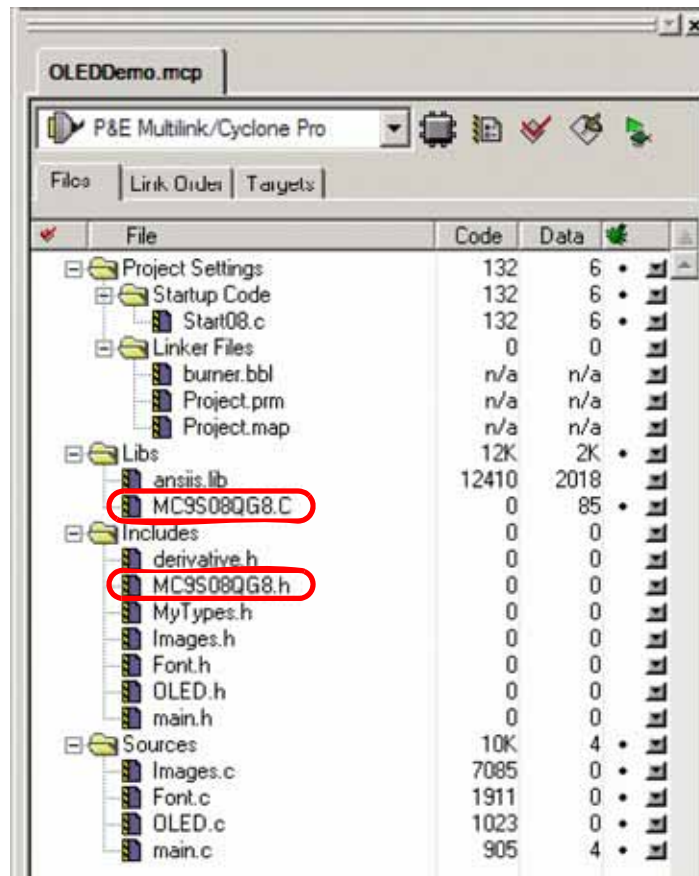 OLEDDemo.mcp
P&E Multilink/Cyclone Pro
Files Link Order Targets
File Code Data
Project Settings 132 6
Startup Code 132 6
Start08.c 132 6
Linker Files 0 0
burner.bbl n/a n/a
Project.prm n/a n/a
Project.map n/a n/a
Libs 12K 2K
ansiis.lib 12410 2018
MC9S08QG8.C 0 85
Includes 0 0
derivative.h 0 0
MC9S08QG8.h 0 0
MyTypes.h 0 0
Images.h 0 0
Font.h 0 0
OLED.h 0 0
main.h 0 0
Sources 10K 4
Images.c 7085 0
Font.c 1911 0
OLED.c 1023 0
main.c 905 4